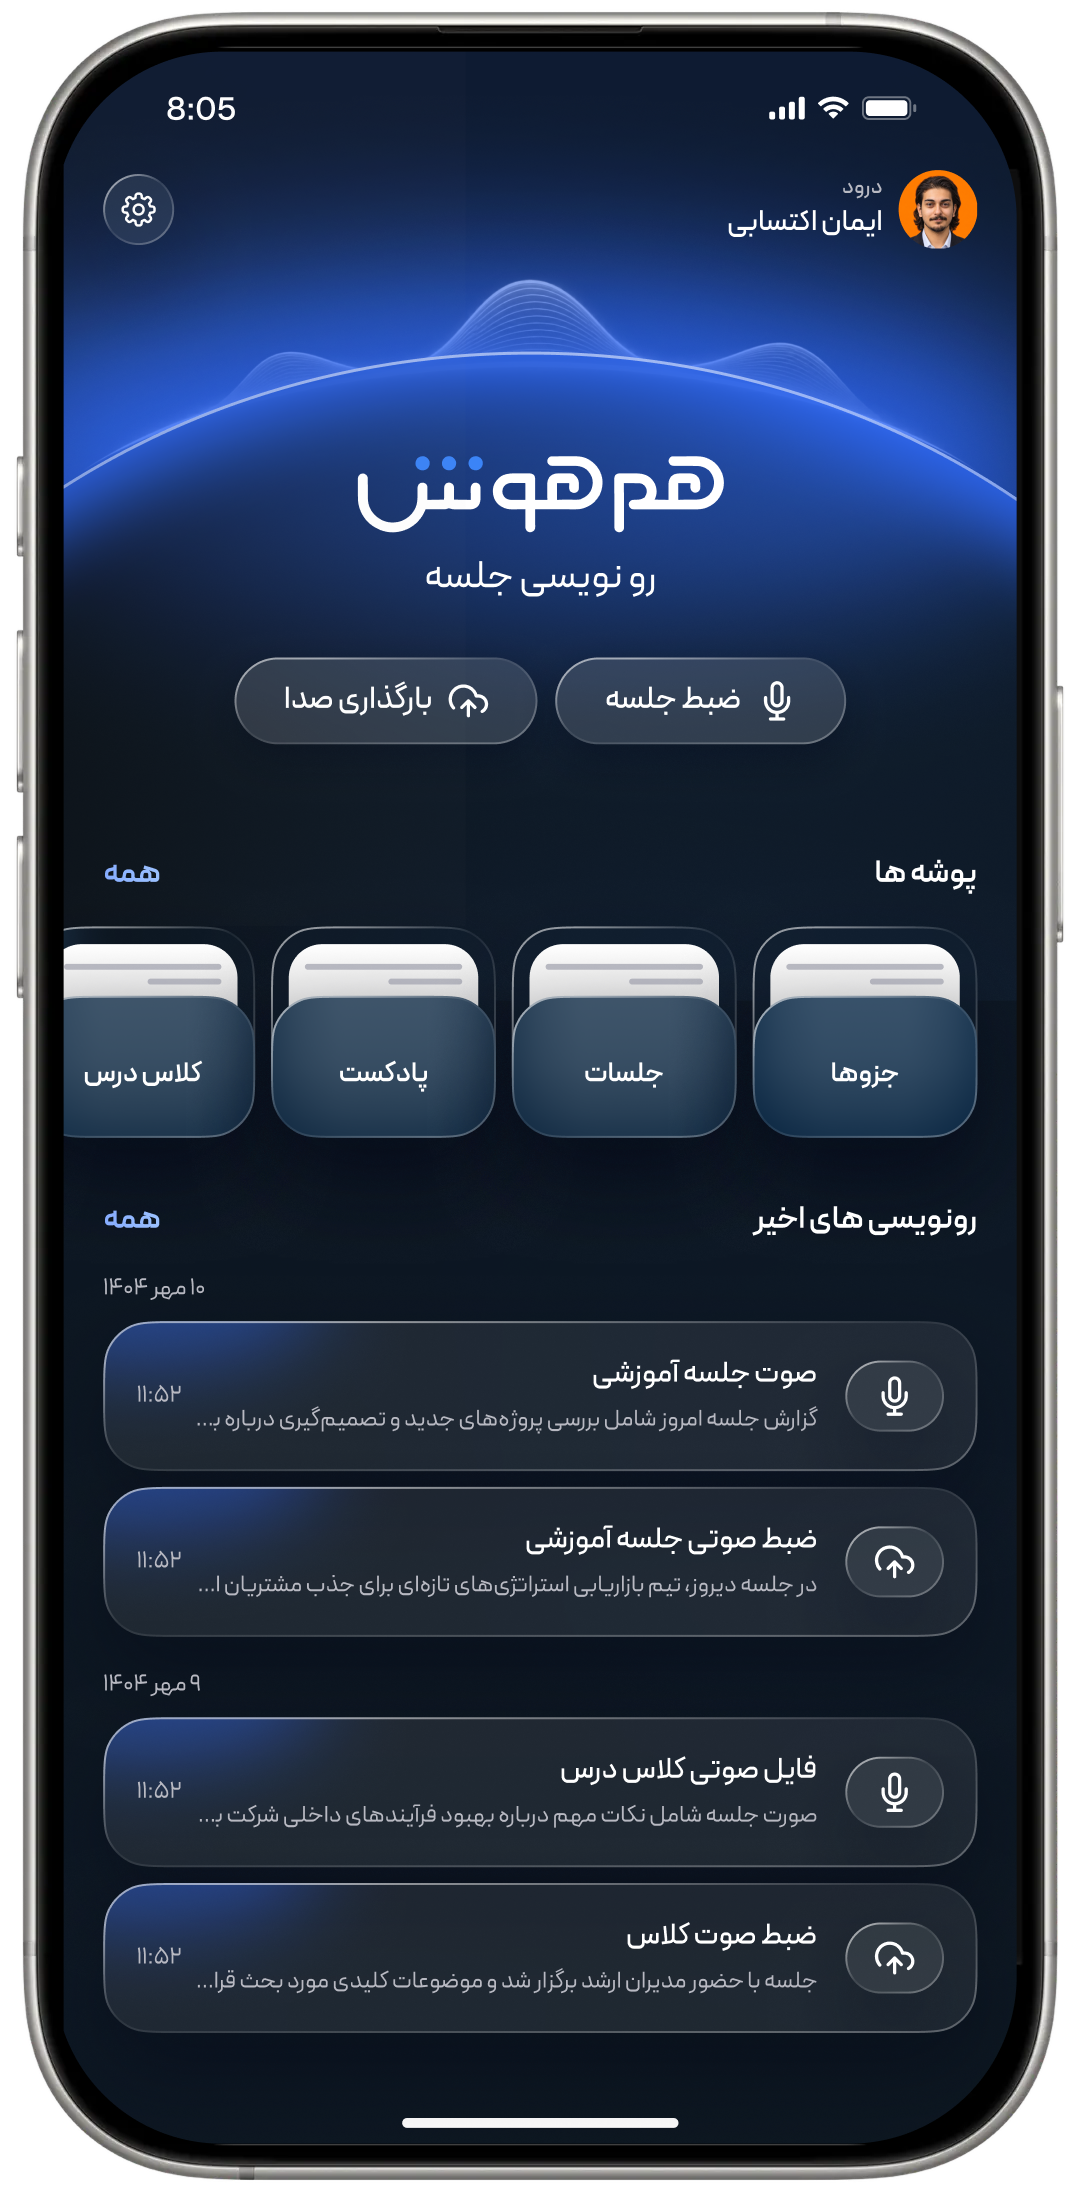 8:05
درود
ایمان اکتسابی
هم‌هوش
رو نویسی جلسه
ضبط جلسه
بارگذاری صدا
پوشه ها
همه
جزوها
جلسات
پادکست
کلاس درس
رونویسی های اخیر
همه
۱۰ مهر ۱۴۰۴
صوت جلسه آموزشی
۱۱:۵۲
گزارش جلسه امروز شامل بررسی پروژه‌های جدید و تصمیم‌گیری درباره بـ...
ضبط صوتی جلسه آموزشی
۱۱:۵۲
در جلسه دیروز، تیم بازاریابی استراتژی‌های تازه‌ای برای جذب مشتریان ا...
۹ مهر ۱۴۰۴
فایل صوتی کلاس درس
۱۱:۵۲
صورت جلسه شامل نکات مهم درباره بهبود فرآیندهای داخلی شرکت بـ...
ضبط صوت کلاس
۱۱:۵۲
جلسه با حضور مدیران ارشد برگزار شد و موضوعات کلیدی مورد بحث قرا...